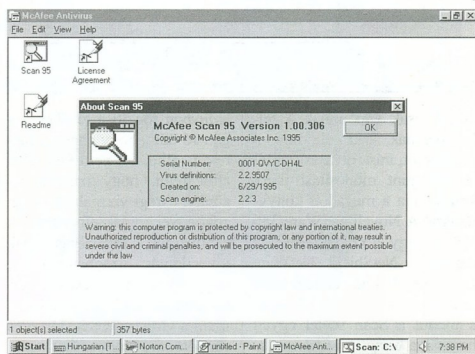 McAfee Antivirus
File Edit View Help
Scan 95
License Agreement
Readme
About Scan 95
McAfee Scan 95 Version 1.00.306
Copyright © McAfee Associates Inc. 1995
OK
Serial Number: 0001-QVYC-DH4L
Virus definitions: 2.2.9507
Created on: 6/29/1995
Scan engine: 2.2.3
Warning: this computer program is protected by copyright law and international treaties.
Unauthorized reproduction or distribution of this program, or any portion of it, may result in
severe civil and criminal penalties, and will be prosecuted to the maximum extent possible
under the law
1 object(s) selected 357 bytes
Start Hungarian (T... Norton Com... untitled - Paint McAfee Anti... Scan: C:\ 7:38 PM